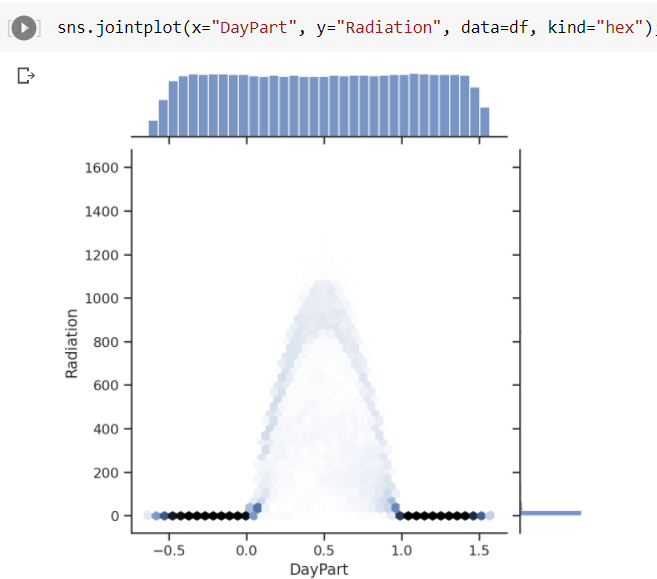 sns.jointplot(x="DayPart", y="Radiation", data=df, kind="hex")
1600
1400
1200
1000
800
600
400
200
0
Radiation
−0.5 0.0 0.5 1.0 1.5
DayPart